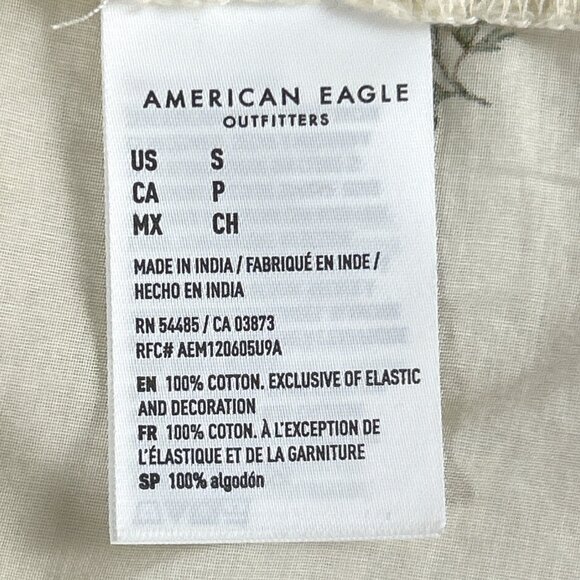 AMERICAN EAGLE
OUTFITTERS
US S
CA P
MX CH
MADE IN INDIA / FABRIQUÉ EN INDE /
HECHO EN INDIA
RN 54485 / CA 03873
RFC# AEM120605U9A
EN 100% COTTON. EXCLUSIVE OF ELASTIC
AND DECORATION
FR 100% COTON. À L'EXCEPTION DE
L'ÉLASTIQUE ET DE LA GARNITURE
SP 100% algodón